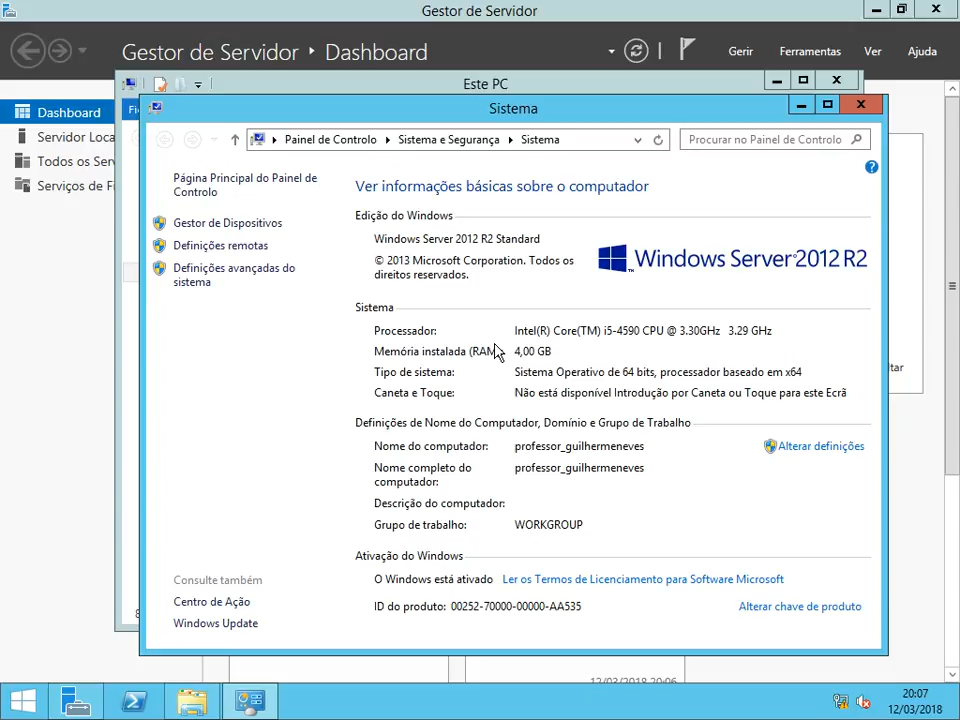 Gestor de Servidor
Gestor de Servidor Dashboard
Gerir Ferramentas Ver Ajuda
Este PC
Dashboard
Servidor Loca
Todos os Serv
Serviços de Fi
Fi
Sistema
Painel de Controlo Sistema e Segurança Sistema
Procurar no Painel de Controlo
Página Principal do Painel de
Controlo
Gestor de Dispositivos
Definições remotas
Definições avançadas do
sistema
Ver informações básicas sobre o computador
Edição do Windows
Windows Server 2012 R2 Standard
© 2013 Microsoft Corporation. Todos os
direitos reservados.
Windows Server 2012 R2
Sistema
Processador: Intel(R) Core(TM) i5-4590 CPU @ 3.30GHz 3.29 GHz
Memória instalada (RAM 4,00 GB
Tipo de sistema: Sistema Operativo de 64 bits, processador baseado em x64
Caneta e Toque: Não está disponível Introdução por Caneta ou Toque para este Ecrã
tar
Definições de Nome do Computador, Domínio e Grupo de Trabalho
Nome do computador: professor_guilhermeneves
Alterar definições
Nome completo do
computador: professor_guilhermeneves
Descrição do computador:
Grupo de trabalho: WORKGROUP
Ativação do Windows
O Windows está ativado Ler os Termos de Licenciamento para Software Microsoft
ID do produto: 00252-70000-00000-AA535
Alterar chave de produto
Consulte também
Centro de Ação
Windows Update
8
12/03/2018 20:06
20:07
12/03/2018